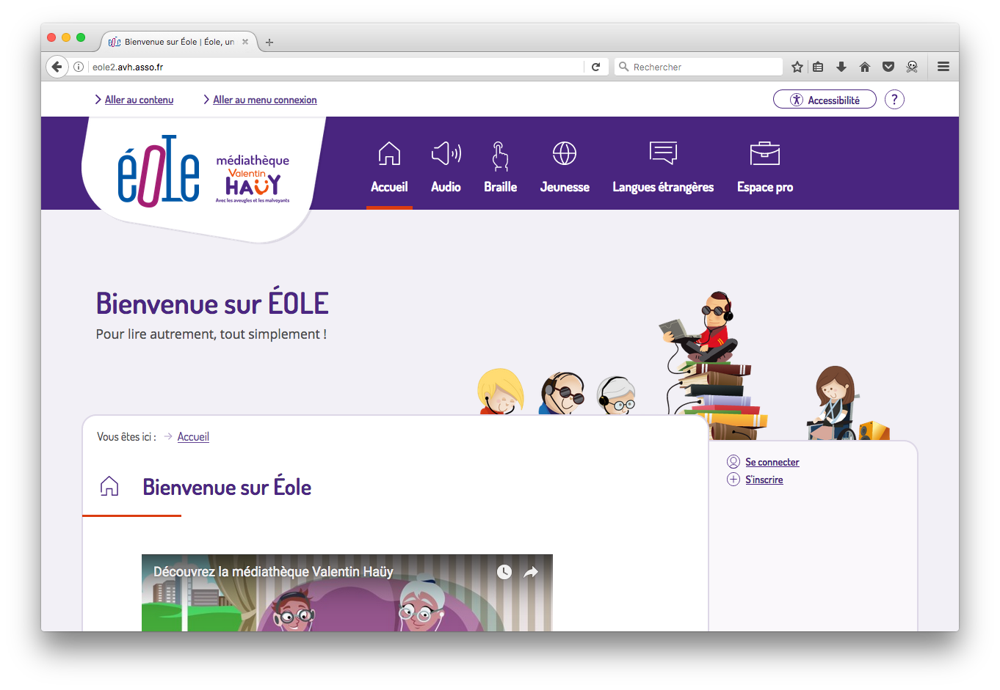 Bienvenue sur Éole | Éole, un
eole2.avh.asso.fr
Rechercher
Aller au contenu
Aller au menu connexion
Accessibilité
?
éole
médiathèque
Valentin
HAÜY
Avec les aveugles et les malvoyants
Accueil
Audio
Braille
Jeunesse
Langues étrangères
Espace pro
Bienvenue sur ÉOLE
Pour lire autrement, tout simplement !
Vous êtes ici : → Accueil
Bienvenue sur Éole
Se connecter
S'inscrire
Découvrez la médiathèque Valentin Haüy